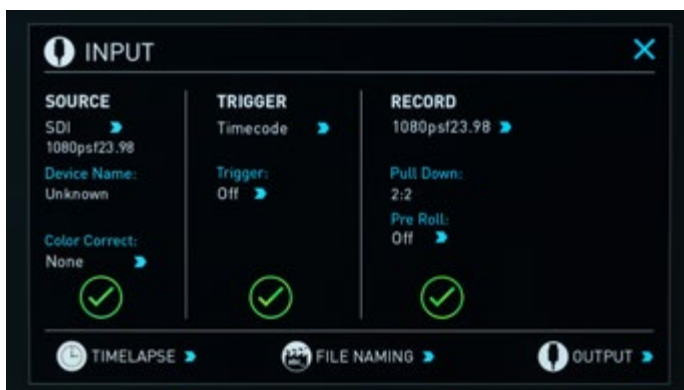 INPUT
SOURCE
SDI
1080psf23.98
Device Name:
Unknown
Color Correct:
None
TRIGGER
Timecode
Trigger:
Off
RECORD
1080psf23.98
Pull Down:
2:2
Pre Roll:
Off
TIMELAPSE
FILE NAMING
OUTPUT